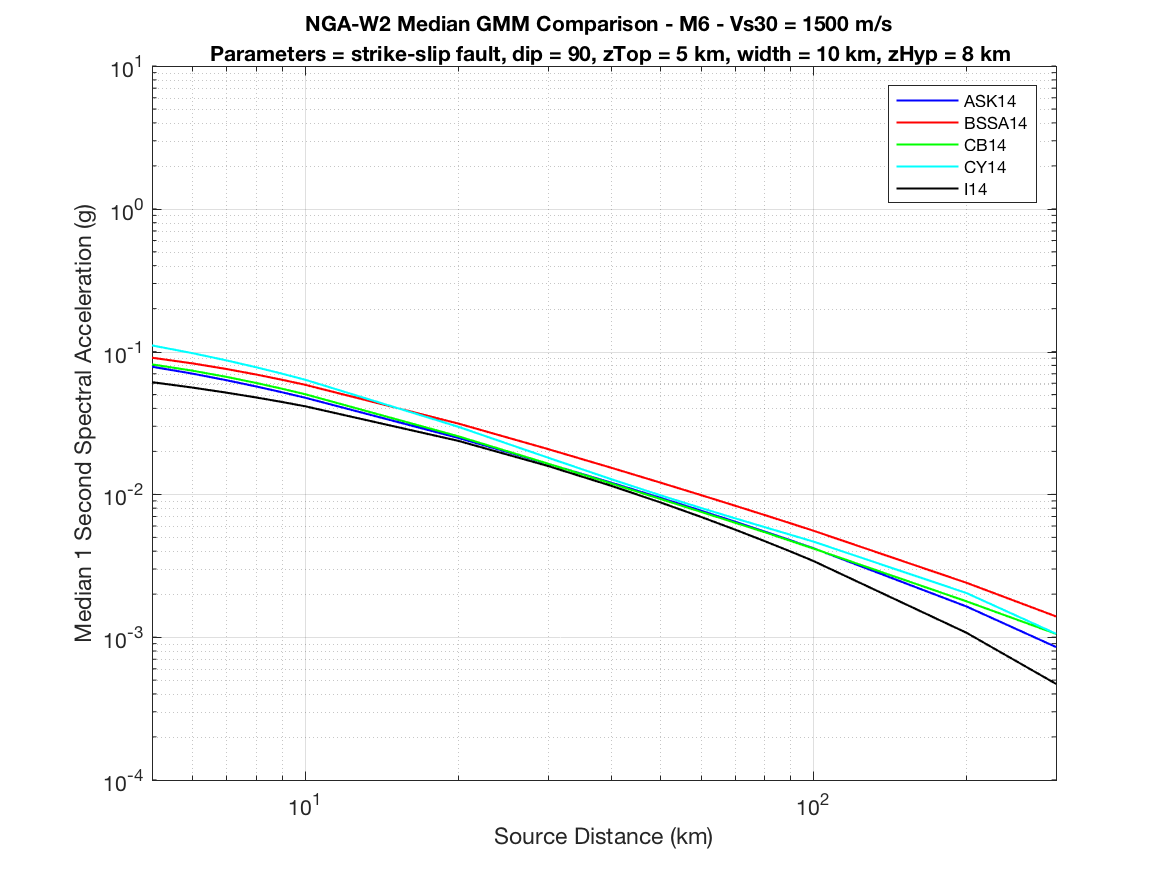 NGA-W2 Median GMM Comparison - M6 - Vs30 = 1500 m/s
Parameters = strike-slip fault, dip = 90, zTop = 5 km, width = 10 km, zHyp = 8 km
ASK14
BSSA14
CB14
CY14
I14
Median 1 Second Spectral Acceleration (g)
10^1
10^0
10^-1
10^-2
10^-3
10^-4
10^1
10^2
Source Distance (km)